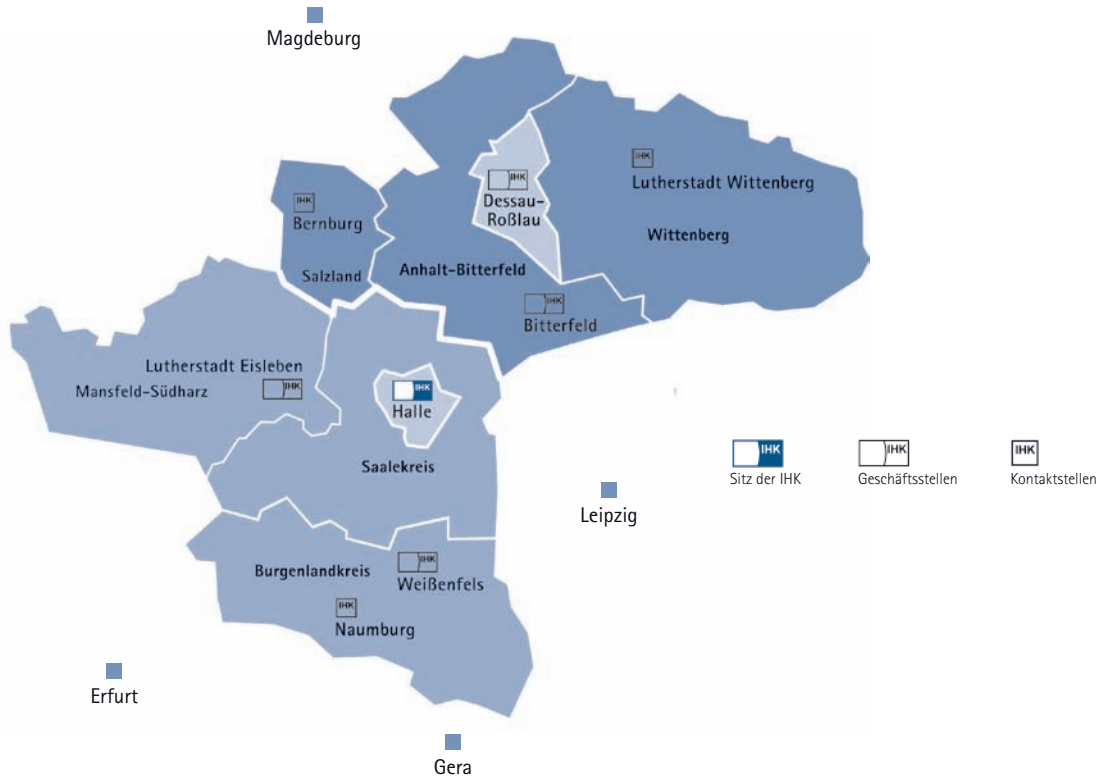 Magdeburg
IHK
Lutherstadt Wittenberg
IHK
Dessau-
Roßlau
IHK
Bernburg
Wittenberg
Anhalt-Bitterfeld
Salzland
IHK
Bitterfeld
Lutherstadt Eisleben
Mansfeld-Südharz
IHK
IHK
Halle
IHK
Sitz der IHK
IHK
Geschäftsstellen
IHK
Kontaktstellen
Saalekreis
Leipzig
Burgenlandkreis
IHK
Weißenfels
IHK
Naumburg
Erfurt
Gera